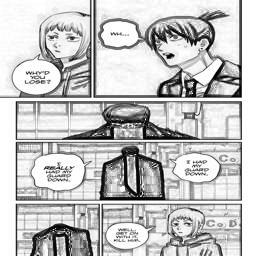 WHY'D
YOU
LOSE?
WH...
I
REALLY
HAD MY
GUARD
DOWN.
I HAD
MY
GUARD
DOWN.
WELL,
GET ON
WITH IT.
KILL HIM.
Co.